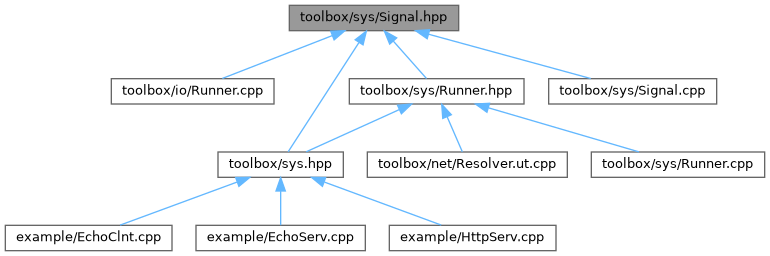 toolbox/sys/Signal.hpp
toolbox/io/Runner.cpp
toolbox/sys/Runner.hpp
toolbox/sys/Signal.cpp
toolbox/sys.hpp
toolbox/net/Resolver.ut.cpp
toolbox/sys/Runner.cpp
example/EchoClnt.cpp
example/EchoServ.cpp
example/HttpServ.cpp